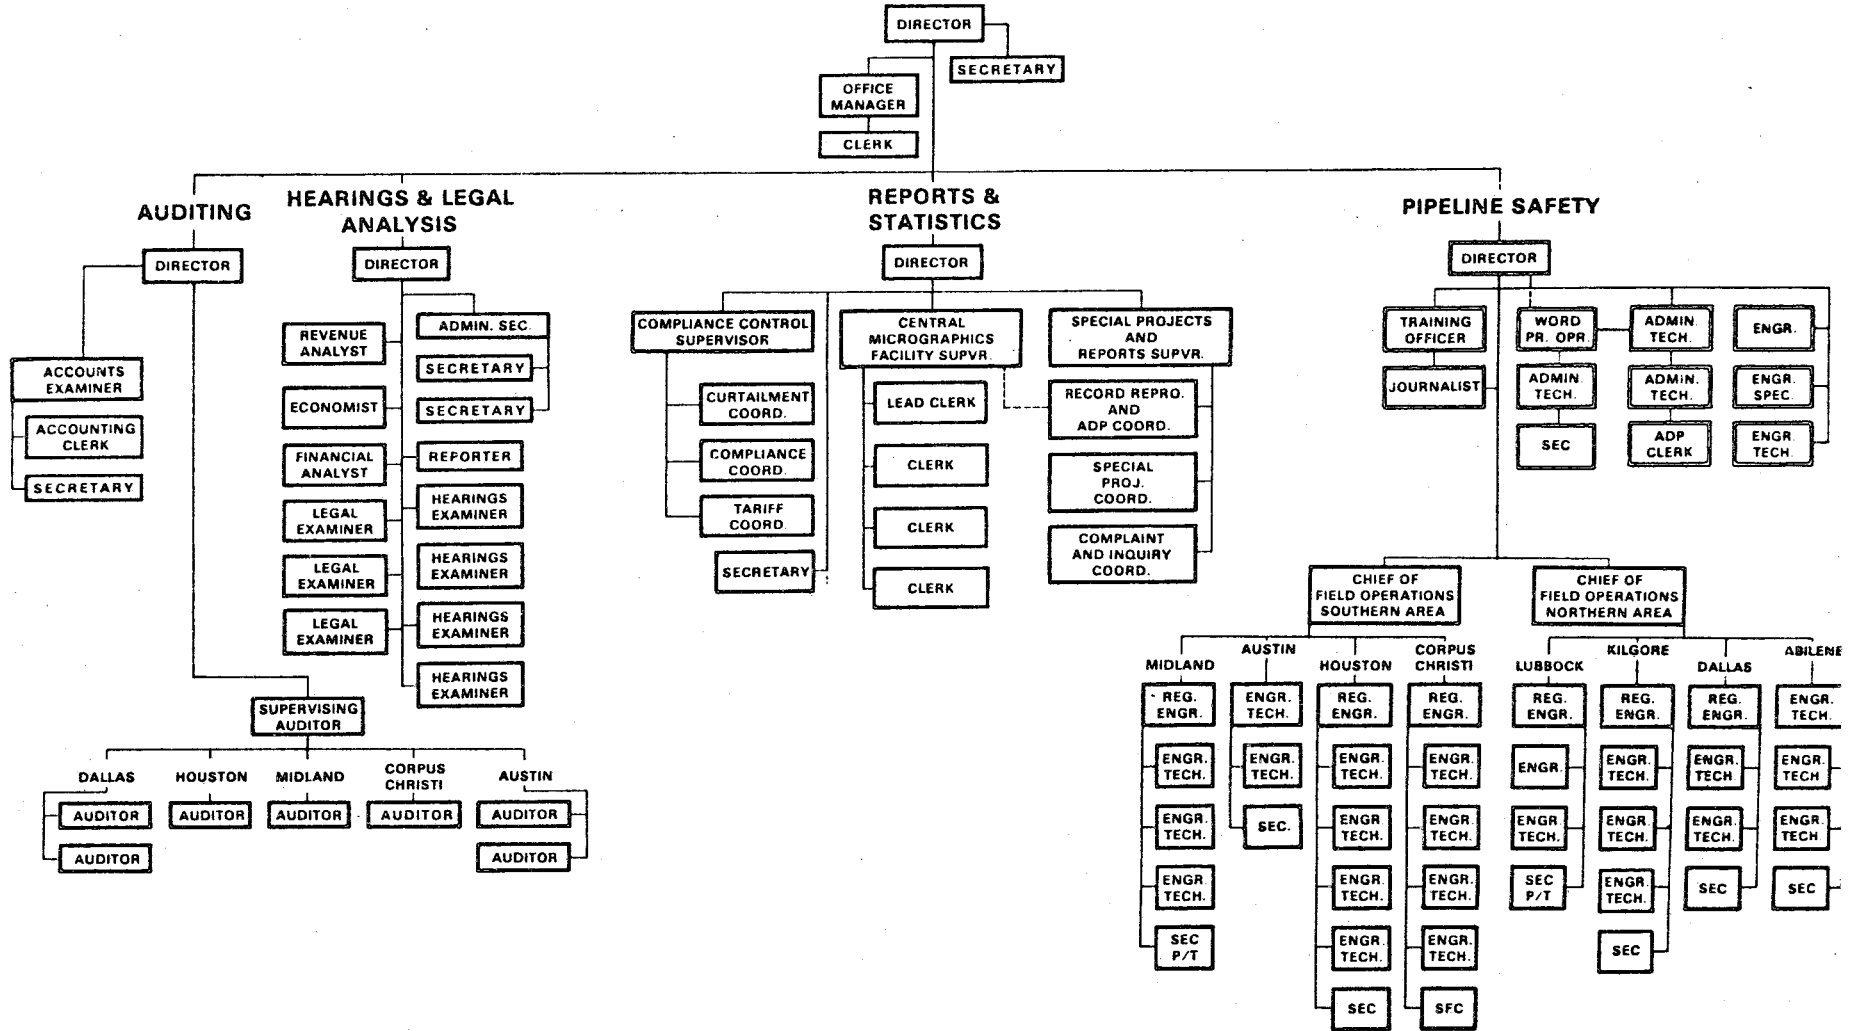 DIRECTOR
SECRETARY
OFFICE
MANAGER
CLERK
AUDITING
DIRECTOR
ACCOUNTS
EXAMINER
ACCOUNTING
CLERK
SECRETARY
SUPERVISING
AUDITOR
DALLAS
AUDITOR
AUDITOR
HOUSTON
AUDITOR
MIDLAND
AUDITOR
CORPUS
CHRISTI
AUDITOR
AUSTIN
AUDITOR
AUDITOR
HEARINGS & LEGAL
ANALYSIS
DIRECTOR
REVENUE
ANALYST
ECONOMIST
FINANCIAL
ANALYST
LEGAL
EXAMINER
LEGAL
EXAMINER
LEGAL
EXAMINER
ADMIN. SEC.
SECRETARY
SECRETARY
REPORTER
HEARINGS
EXAMINER
HEARINGS
EXAMINER
HEARINGS
EXAMINER
HEARINGS
EXAMINER
REPORTS &
STATISTICS
DIRECTOR
COMPLIANCE CONTROL
SUPERVISOR
CURTAILMENT
COORD.
COMPLIANCE
COORD.
TARIFF
COORD.
SECRETARY
CENTRAL
MICROGRAPHICS
FACILITY SUPVR.
LEAD CLERK
CLERK
CLERK
CLERK
SPECIAL PROJECTS
AND
REPORTS SUPVR.
RECORD REPRO.
AND
ADP COORD.
SPECIAL
PROJ.
COORD.
COMPLAINT
AND INQUIRY
COORD.
PIPELINE SAFETY
DIRECTOR
TRAINING
OFFICER
JOURNALIST
WORD
PR. OPR.
ADMIN.
TECH.
SEC
ADMIN.
TECH.
ADMIN.
TECH.
ADP
CLERK
ENGR.
ENGR.
SPEC.
ENGR.
TECH.
CHIEF OF
FIELD OPERATIONS
SOUTHERN AREA
MIDLAND
REG.
ENGR.
ENGR.
TECH.
ENGR.
TECH.
ENGR.
TECH.
SEC
P/T
AUSTIN
ENGR.
TECH.
ENGR.
TECH.
SEC.
HOUSTON
REG.
ENGR.
ENGR.
TECH.
ENGR.
TECH.
ENGR.
TECH.
ENGR.
TECH.
SEC
CORPUS
CHRISTI
REG.
ENGR.
ENGR.
TECH.
ENGR.
TECH.
ENGR.
TECH.
ENGR.
TECH.
SEC
CHIEF OF
FIELD OPERATIONS
NORTHERN AREA
LUBBOCK
REG.
ENGR.
ENGR.
ENGR.
TECH.
SEC
P/T
KILGORE
REG.
ENGR.
ENGR.
TECH.
ENGR.
TECH.
ENGR.
TECH.
SEC
DALLAS
REG.
ENGR.
ENGR.
TECH.
ENGR.
TECH.
SEC
ABILENE
ENGR.
TECH.
ENGR.
TECH
ENGR.
TECH.
SEC